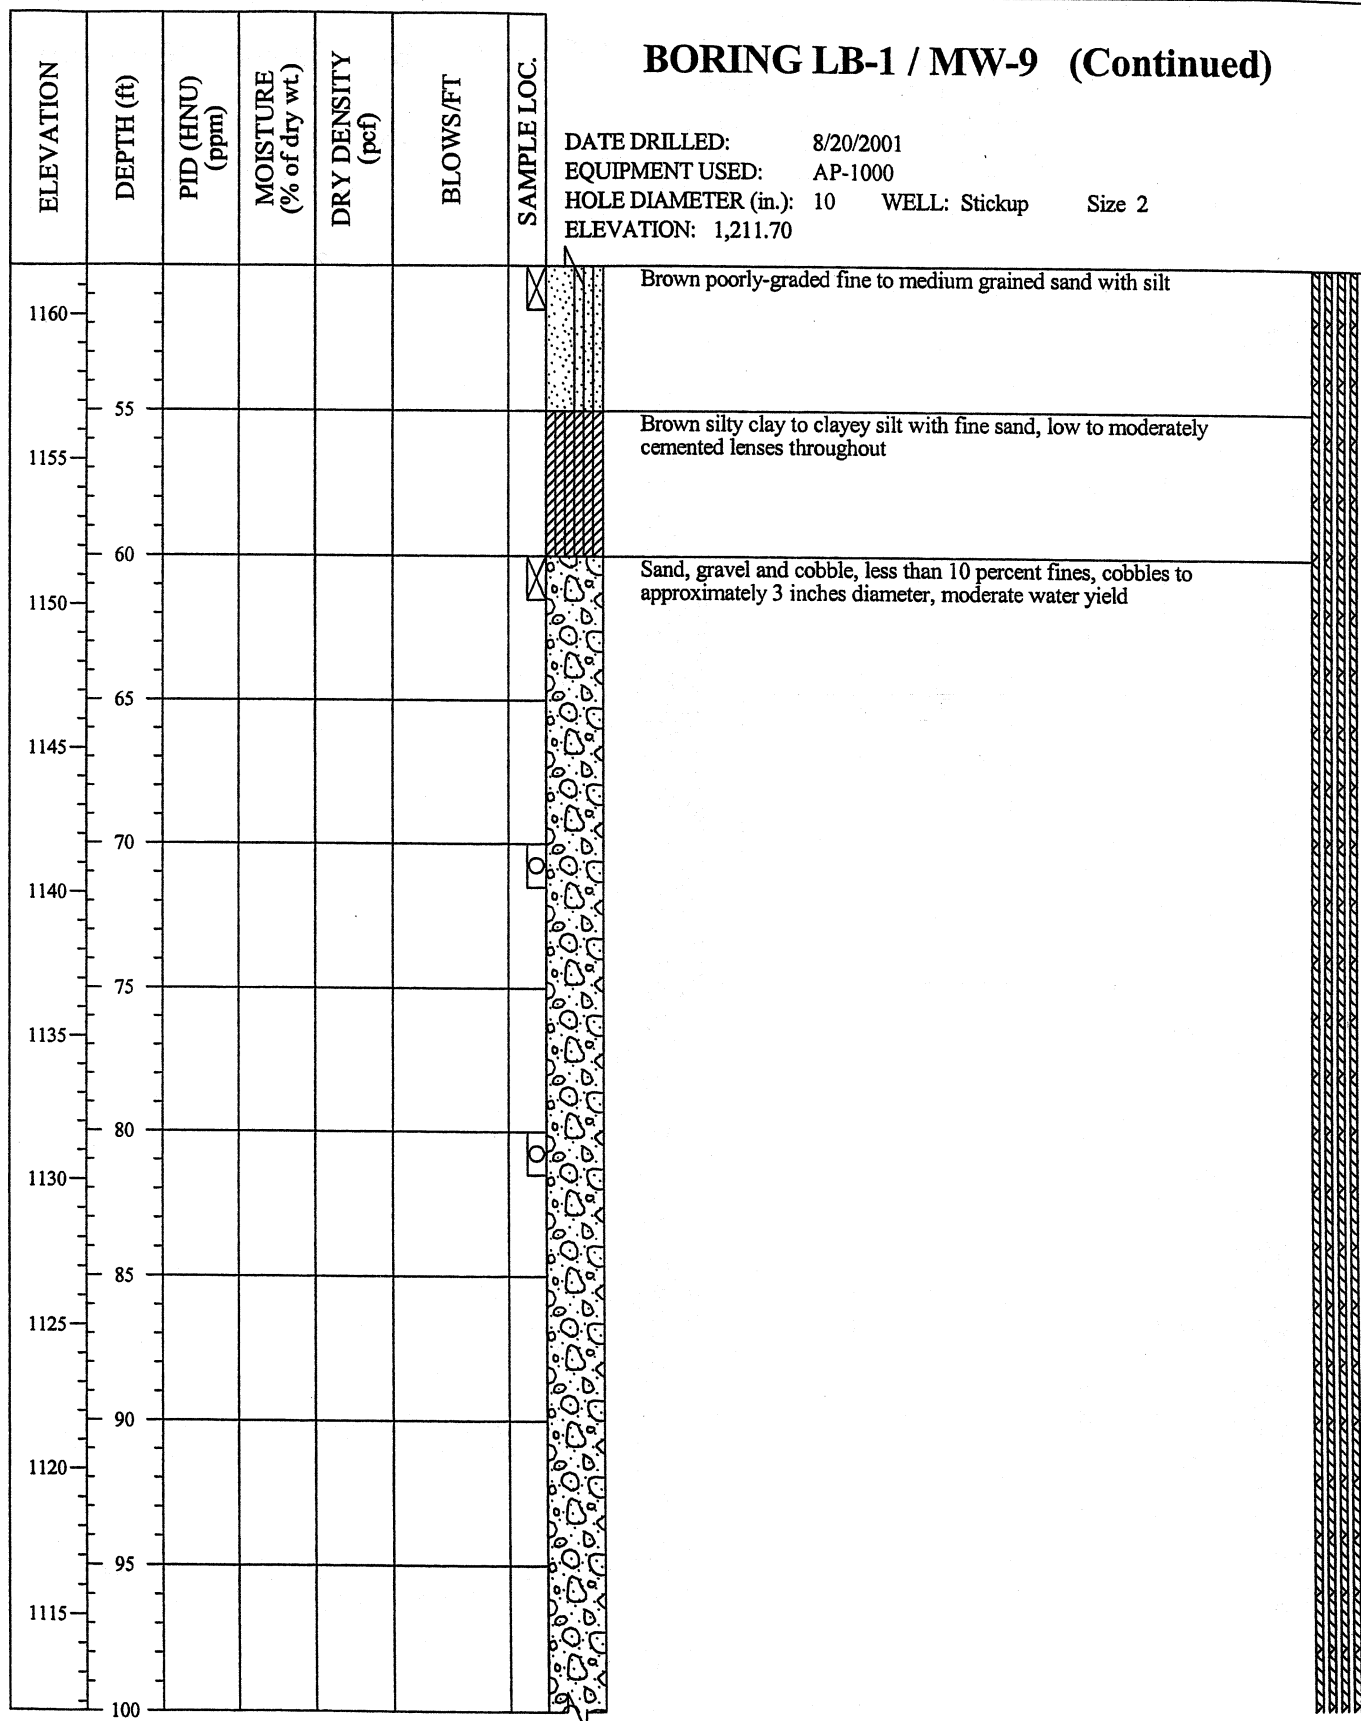 BORING LB-1 / MW-9 (Continued)
ELEVATION
DEPTH (ft)
PID (HNU)
(ppm)
MOISTURE
(% of dry wt.)
DRY DENSITY
(pcf)
BLOWS/FT
SAMPLE LOC.
DATE DRILLED: 8/20/2001
EQUIPMENT USED: AP-1000
HOLE DIAMETER (in.): 10 WELL: Stickup Size 2
ELEVATION: 1,211.70
Brown poorly-graded fine to medium grained sand with silt
1160
55
Brown silty clay to clayey silt with fine sand, low to moderately
cemented lenses throughout
1155
60
Sand, gravel and cobble, less than 10 percent fines, cobbles to
approximately 3 inches diameter, moderate water yield
1150
65
1145
70
1140
75
1135
80
1130
85
1125
90
1120
95
1115
100